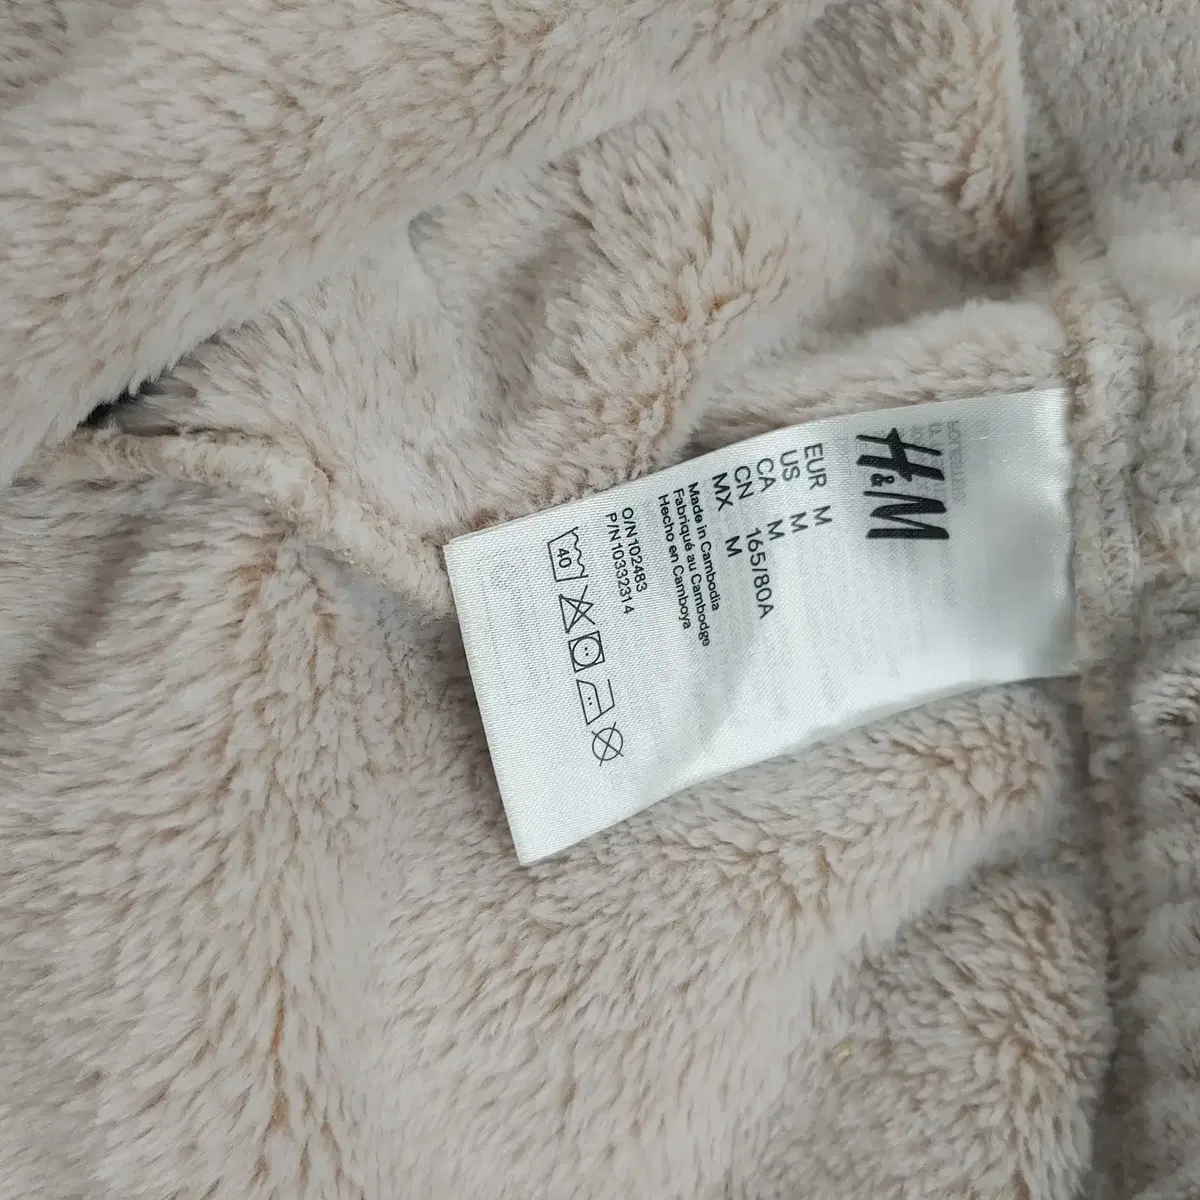 H&M
EUR M
US M
CA M
CN 165/80A
MX M
Made in Cambodia
Fabriqué au Cambodge
Hecho en Camboya
O/N102483
P/N10332314
40